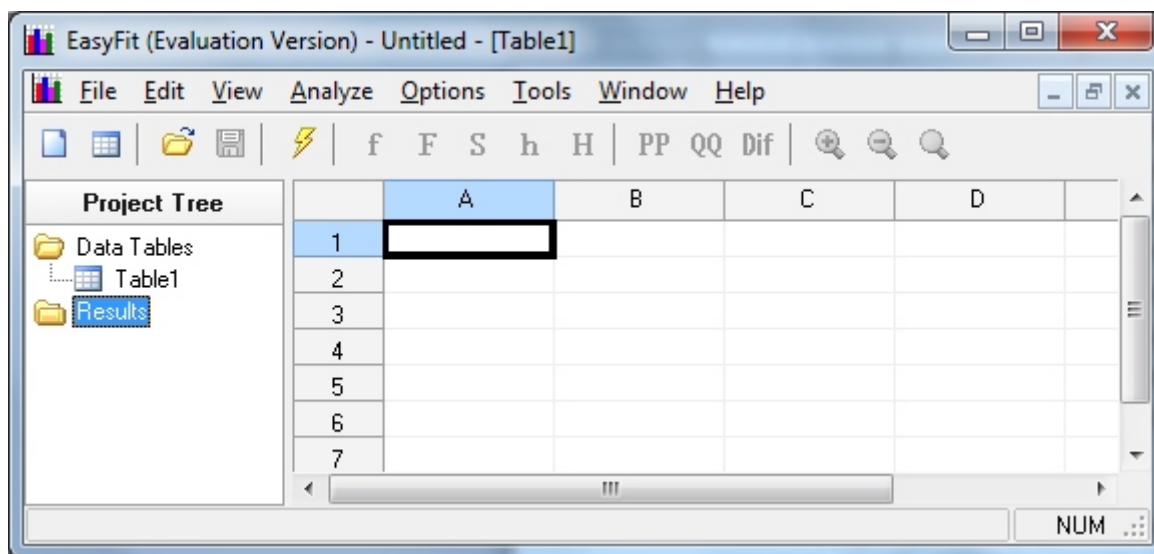 EasyFit (Evaluation Version) - Untitled - [Table1]
File Edit View Analyze Options Tools Window Help
f F S h H PP QQ Dif
Project Tree
A B C D
Data Tables
Table1
Results
1
2
3
4
5
6
7
NUM